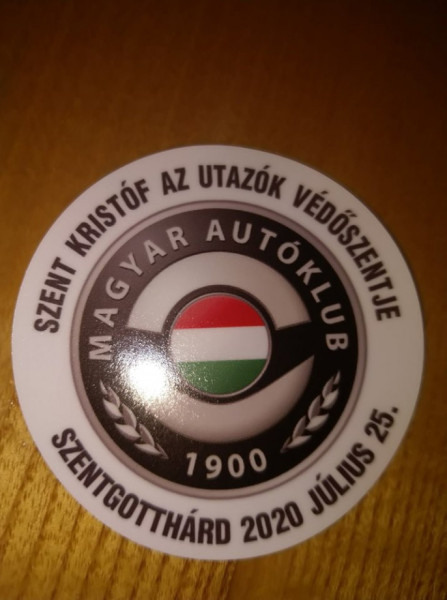 SZENT KRISTÓF AZ UTAZÓK VÉDŐSZENTJE
MAGYAR AUTÓKLUB
1900
SZENTGOTTHÁRD 2020 JÚLIUS 25.